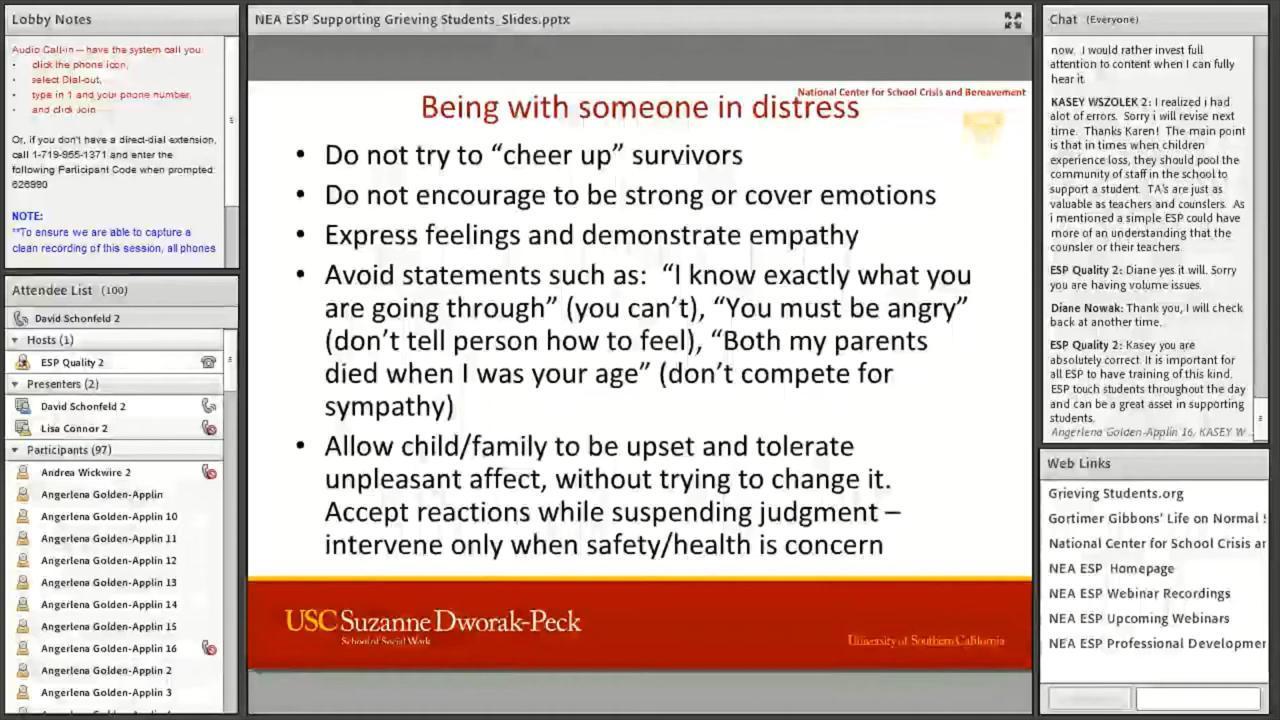 Lobby Notes
Audio Call-in – have the system call you:
• click the phone icon,
• select Dial-out,
• type in 1 and your phone number,
• and click Join
Or, if you don't have a direct-dial extension,
call 1-719-955-1371 and enter the
following Participant Code when prompted:
626980
NOTE:
**To ensure we are able to capture a
clean recording of this session, all phones
Attendee List (100)
David Schonfeld 2
Hosts (1)
ESP Quality 2
Presenters (2)
David Schonfeld 2
Lisa Connor 2
Participants (97)
Andrea Wickwire 2
Angerlena Golden-Applin
Angerlena Golden-Applin 10
Angerlena Golden-Applin 11
Angerlena Golden-Applin 12
Angerlena Golden-Applin 13
Angerlena Golden-Applin 14
Angerlena Golden-Applin 15
Angerlena Golden-Applin 16
Angerlena Golden-Applin 2
Angerlena Golden-Applin 3
NEA ESP Supporting Grieving Students_Slides.pptx
National Center for School Crisis and Bereavement
Being with someone in distress
• Do not try to “cheer up” survivors
• Do not encourage to be strong or cover emotions
• Express feelings and demonstrate empathy
• Avoid statements such as: “I know exactly what you
are going through” (you can’t), “You must be angry”
(don’t tell person how to feel), “Both my parents
died when I was your age” (don’t compete for
sympathy)
• Allow child/family to be upset and tolerate
unpleasant affect, without trying to change it.
Accept reactions while suspending judgment –
intervene only when safety/health is concern
USC Suzanne Dworak-Peck
School of Social Work
University of Southern California
Chat (Everyone)
now. I would rather invest full
attention to content when I can fully
hear it.
KASEY WSZOLEK 2: I realized i had
alot of errors. Sorry i will revise next
time. Thanks Karen! The main point
is that in times when children
experience loss, they should pool the
community of staff in the school to
support a student. TA's are just as
valuable as teachers and counslers. As
i mentioned a simple ESP could have
more of an understanding that the
counsler or their teachers.
ESP Quality 2: Diane yes it will. Sorry
you are having volume issues.
Diane Nowak: Thank you, I will check
back at another time.
ESP Quality 2: Kasey you are
absolutely correct. It is important for
all ESP to have training of this kind.
ESP touch students throughout the day
and can be a great asset in supporting
students.
Angerlena Golden-Applin 16, KASEY W...
Web Links
Grieving Students.org
Gortimer Gibbons' Life on Normal
National Center for School Crisis ar
NEA ESP Homepage
NEA ESP Webinar Recordings
NEA ESP Upcoming Webinars
NEA ESP Professional Developmer